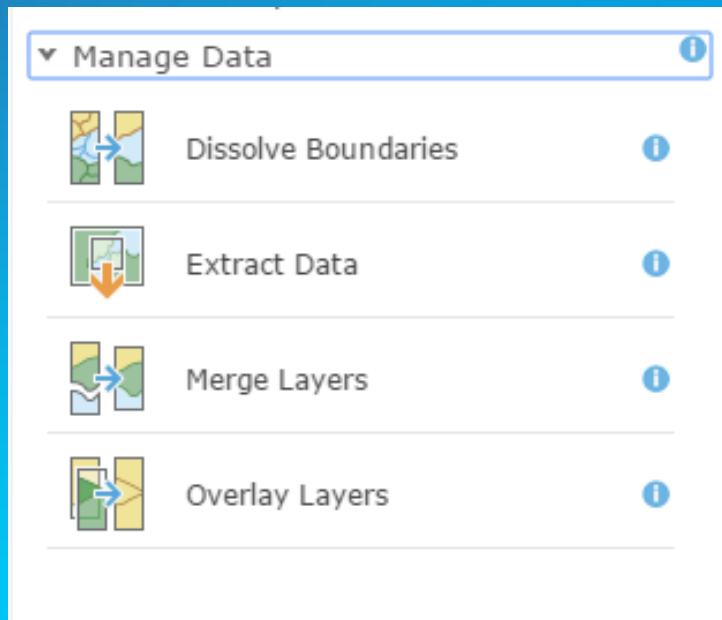 Manage Data
Dissolve Boundaries
Extract Data
Merge Layers
Overlay Layers